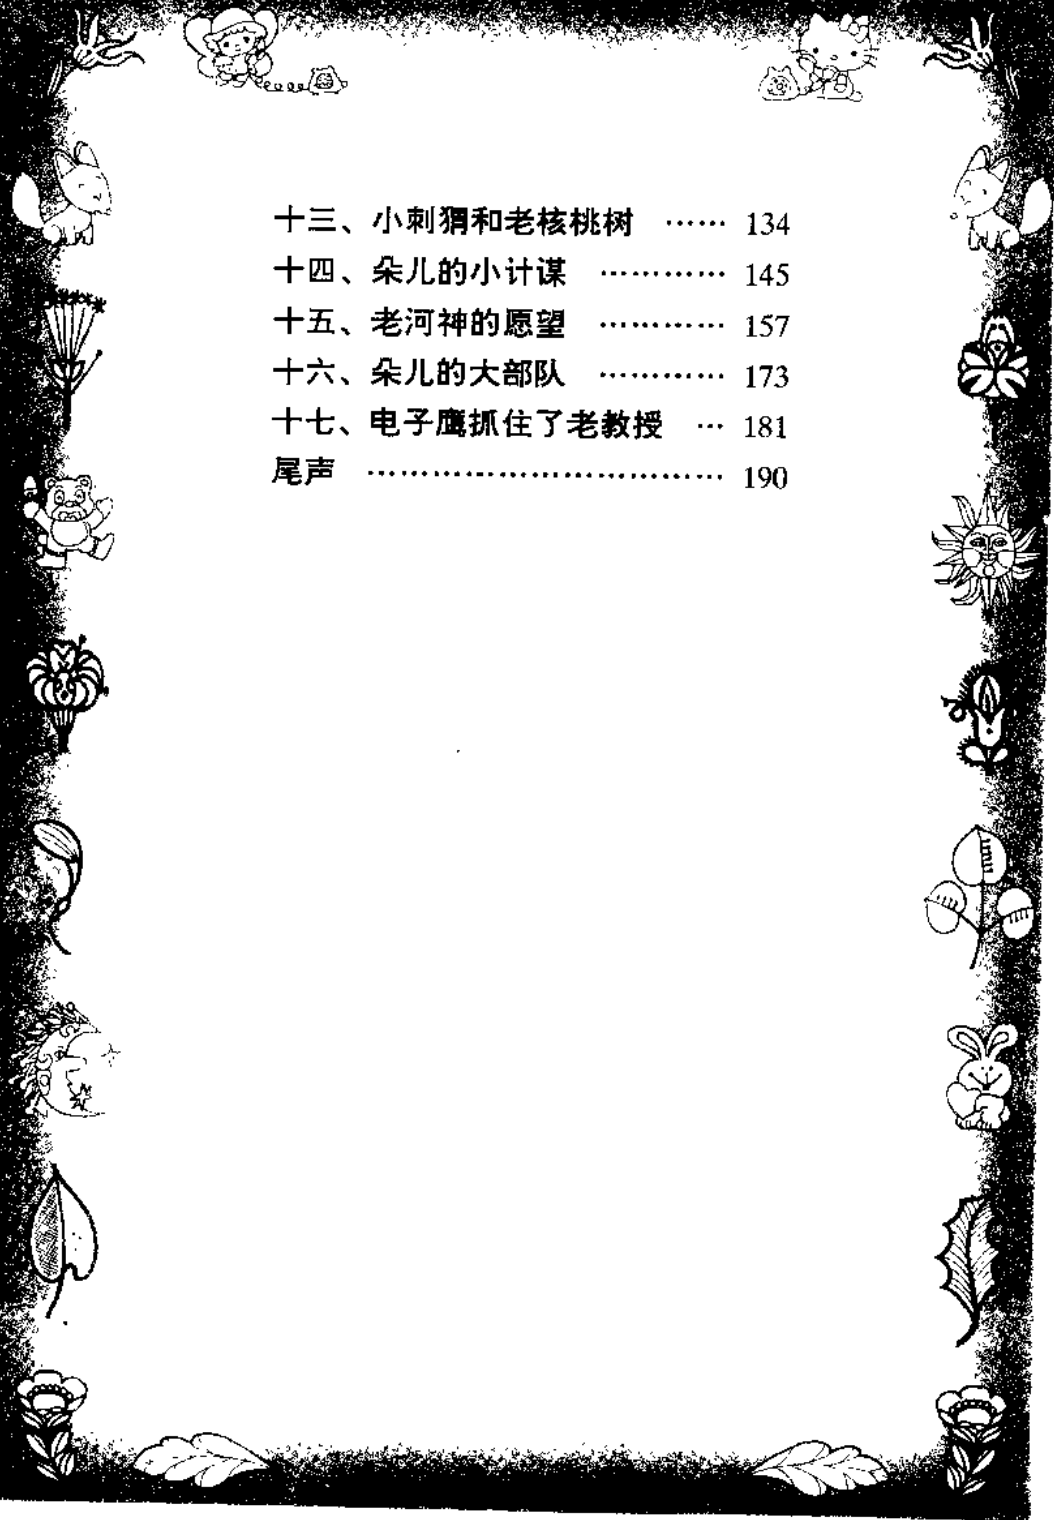 十三、小刺猬和老核桃树 …… 134
十四、朵儿的小计谋 ………… 145
十五、老河神的愿望 ………… 157
十六、朵儿的大部队 ………… 173
十七、电子鹰抓住了老教授 … 181
尾声 ……………………………… 190